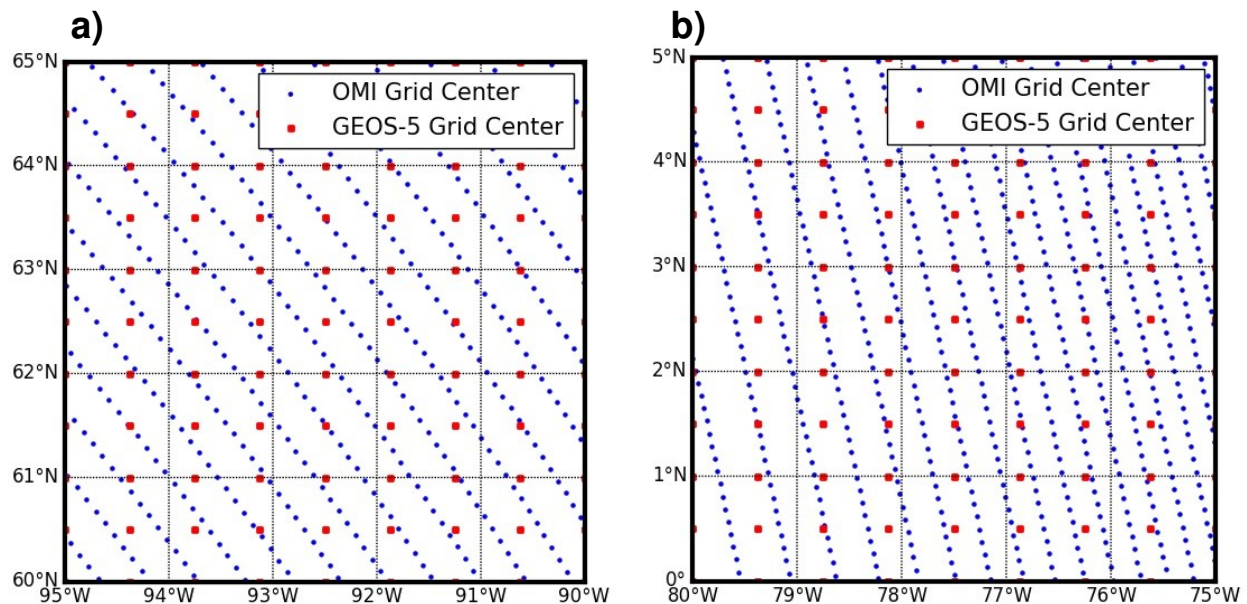 a)
65°N
64°N
63°N
62°N
61°N
60°N
95°W 94°W 93°W 92°W 91°W 90°W
OMI Grid Center
GEOS-5 Grid Center
b)
5°N
4°N
3°N
2°N
1°N
0°
80°W 79°W 78°W 77°W 76°W 75°W
OMI Grid Center
GEOS-5 Grid Center